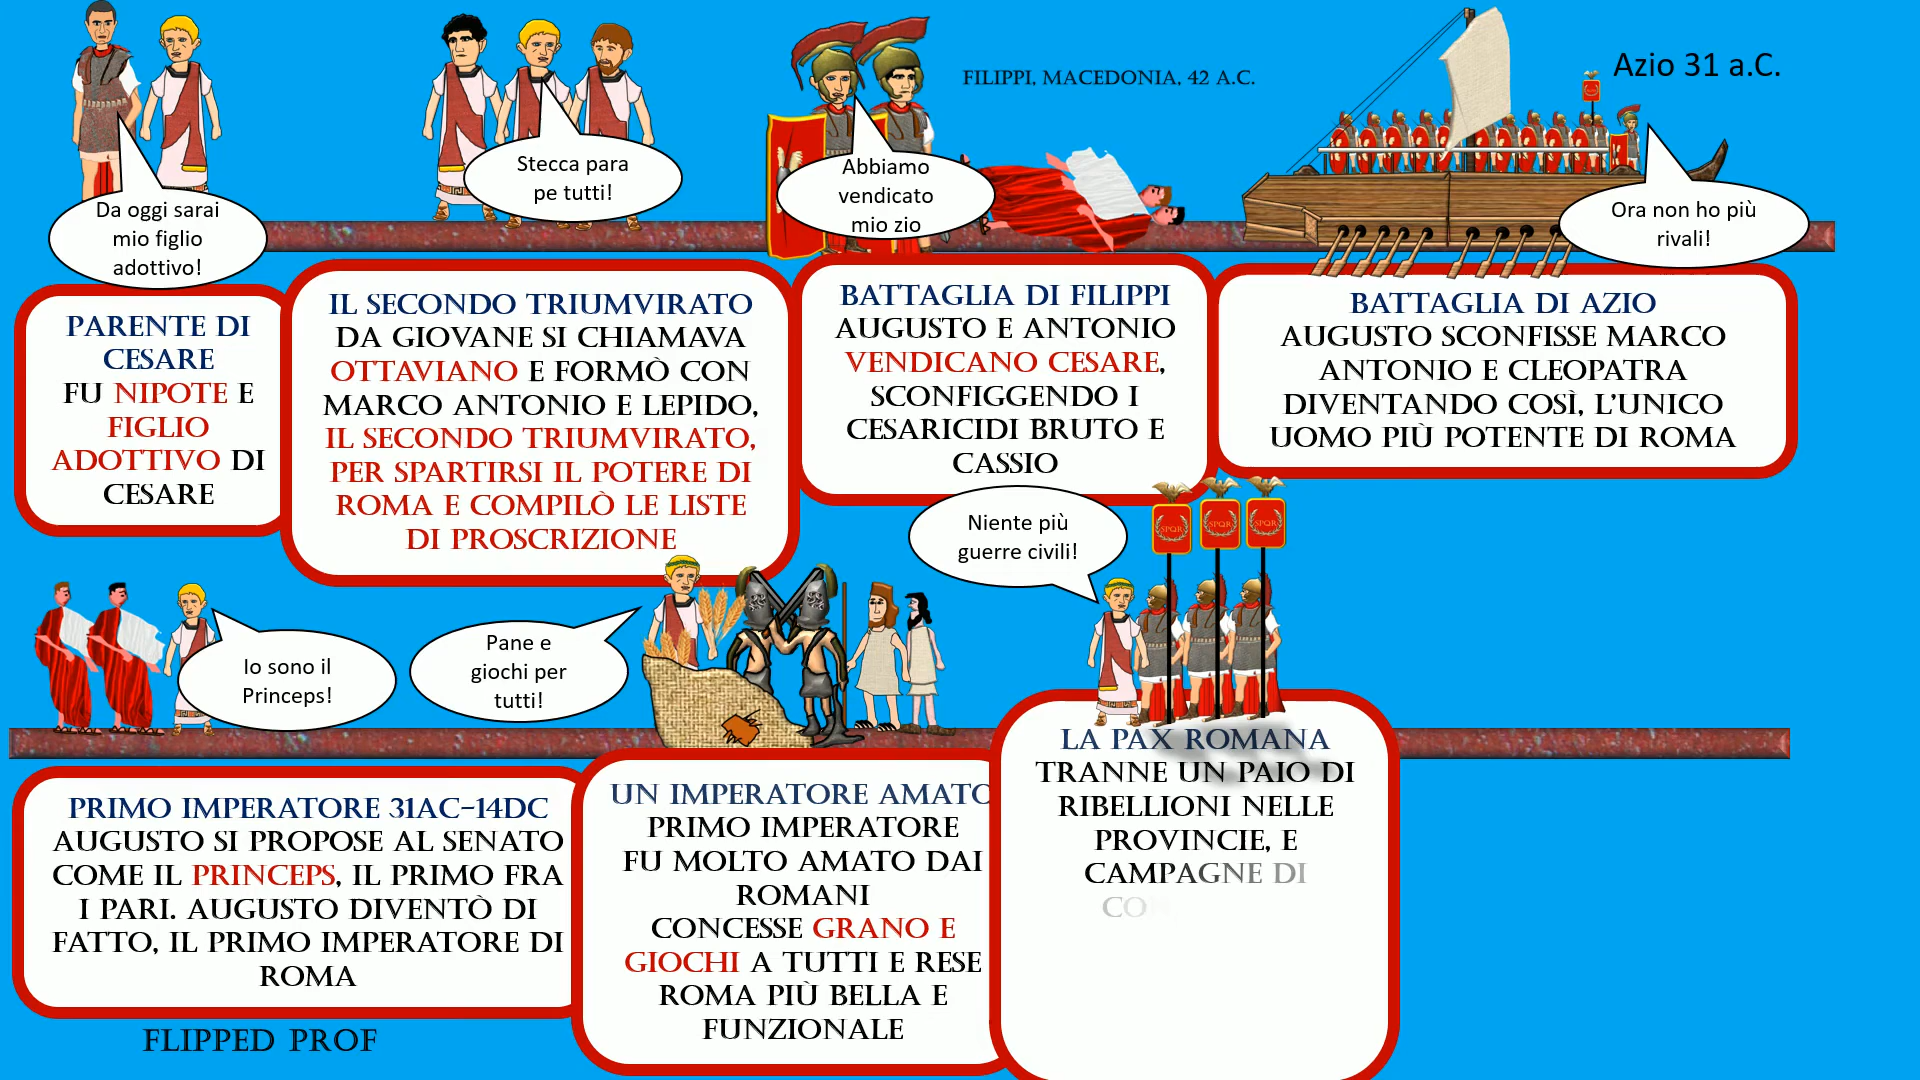 Da oggi sarai
mio figlio
adottivo!
Stecca para
pe tutti!
Abbiamo
vendicato
mio zio
FILIPPI, MACEDONIA, 42 A.C.
Azio 31 a.C.
Ora non ho più
rivali!
PARENTE DI
CESARE
FU NIPOTE E
FIGLIO
ADOTTIVO DI
CESARE
IL SECONDO TRIUMVIRATO
DA GIOVANE SI CHIAMAVA
OTTAVIANO E FORMÒ CON
MARCO ANTONIO E LEPIDO,
IL SECONDO TRIUMVIRATO,
PER SPARTIRSI IL POTERE DI
ROMA E COMPILÒ LE LISTE
DI PROSCRIZIONE
BATTAGLIA DI FILIPPI
AUGUSTO E ANTONIO
VENDICANO CESARE,
SCONFIGGENDO I
CESARICIDI BRUTO E
CASSIO
BATTAGLIA DI AZIO
AUGUSTO SCONFISSE MARCO
ANTONIO E CLEOPATRA
DIVENTANDO COSÌ, L'UNICO
UOMO PIÙ POTENTE DI ROMA
Io sono il
Princeps!
Pane e
giochi per
tutti!
Niente più
guerre civili!
SPQR
SPQR
SPQR
PRIMO IMPERATORE 31AC-14DC
AUGUSTO SI PROPOSE AL SENATO
COME IL PRINCEPS, IL PRIMO FRA
I PARI. AUGUSTO DIVENTÒ DI
FATTO, IL PRIMO IMPERATORE DI
ROMA
UN IMPERATORE AMATO
PRIMO IMPERATORE
FU MOLTO AMATO DAI
ROMANI
CONCESSE GRANO E
GIOCHI A TUTTI E RESE
ROMA PIÙ BELLA E
FUNZIONALE
LA PAX ROMANA
TRANNE UN PAIO DI
RIBELLIONI NELLE
PROVINCIE, E
CAMPAGNE DI
FLIPPED PROF